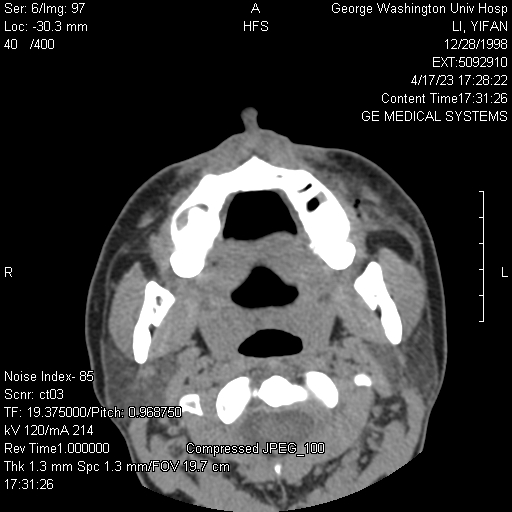 Ser: 6/Img: 97
Loc: -30.3 mm
40 /400
A
HFS
George Washington Univ Hosp
LI, YIFAN
12/28/1998
EXT:5092910
4/17/23 17:28:22
Content Time17:31:26
GE MEDICAL SYSTEMS
R
L
Noise Index- 85
Scnr: ct03
TF: 19.375000/Pitch: 0.968750
kV 120/mA 214
Rev Time1.000000
Compressed JPEG_100
Thk 1.3 mm Spc 1.3 mm/FOV 19.7 cm
17:31:26